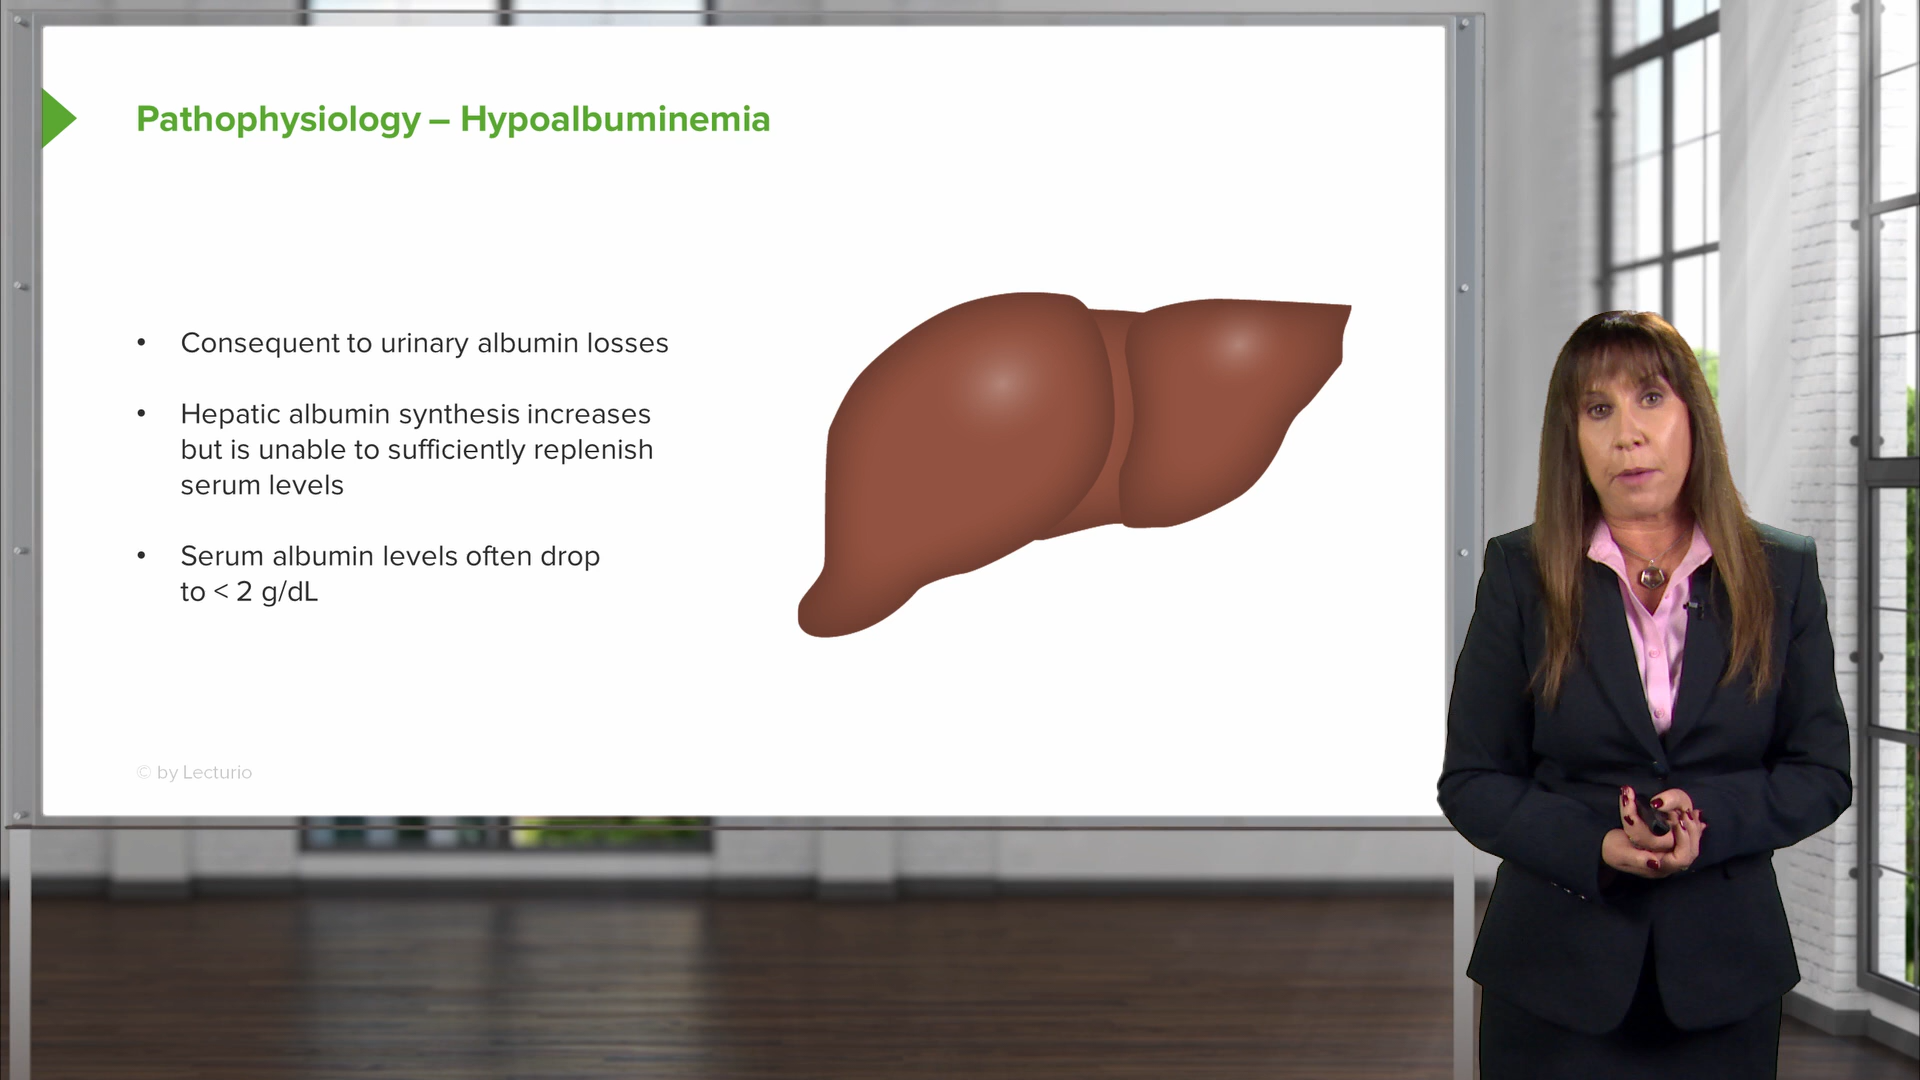 Pathophysiology – Hypoalbuminemia
• Consequent to urinary albumin losses
• Hepatic albumin synthesis increases
but is unable to sufficiently replenish
serum levels
• Serum albumin levels often drop
to < 2 g/dL
© by Lecturio